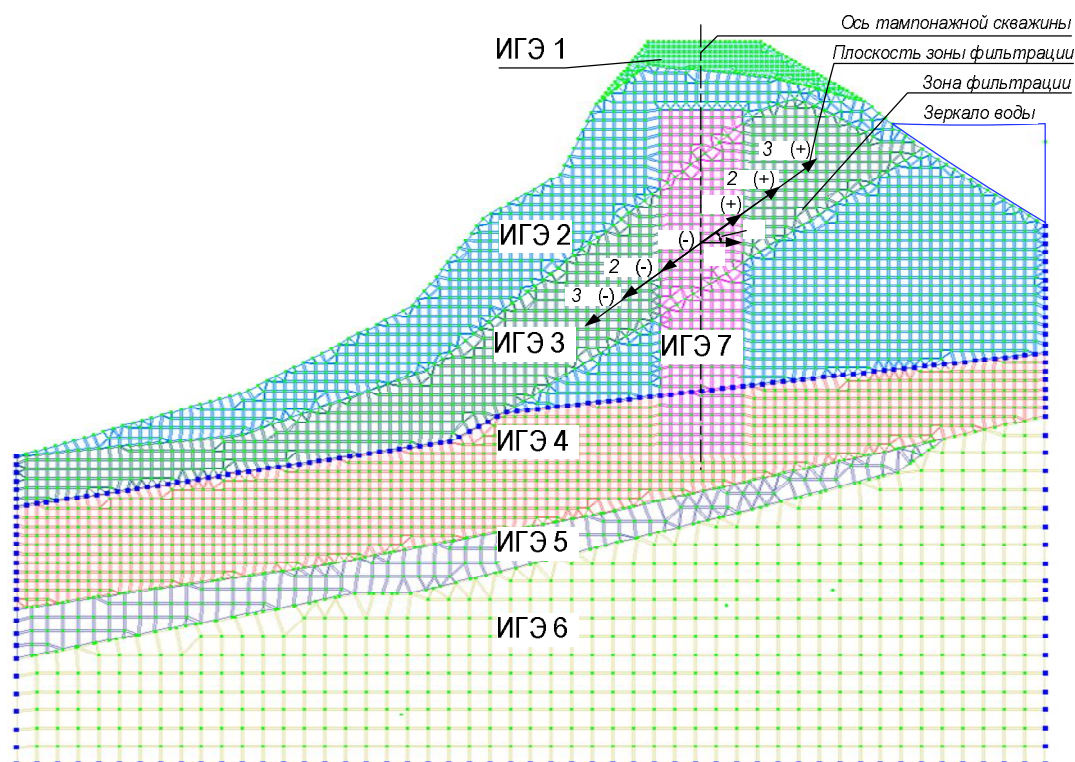 Ось тампонажной скважины
ИГЭ 1
Плоскость зоны фильтрации
Зона фильтрации
Зеркало воды
3 (+)
2 (+)
(+)
ИГЭ 2
(-)
2 (-)
3 (-)
ИГЭ 3
ИГЭ 7
ИГЭ 4
ИГЭ 5
ИГЭ 6